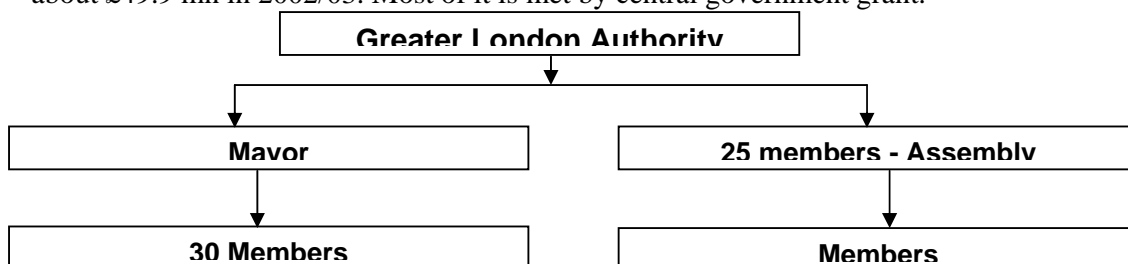 about £49.9 mn in 2002/03. Most of it is met by central government grant.
Greater London Authority
Mayor
25 members - Assembly
30 Members
Members